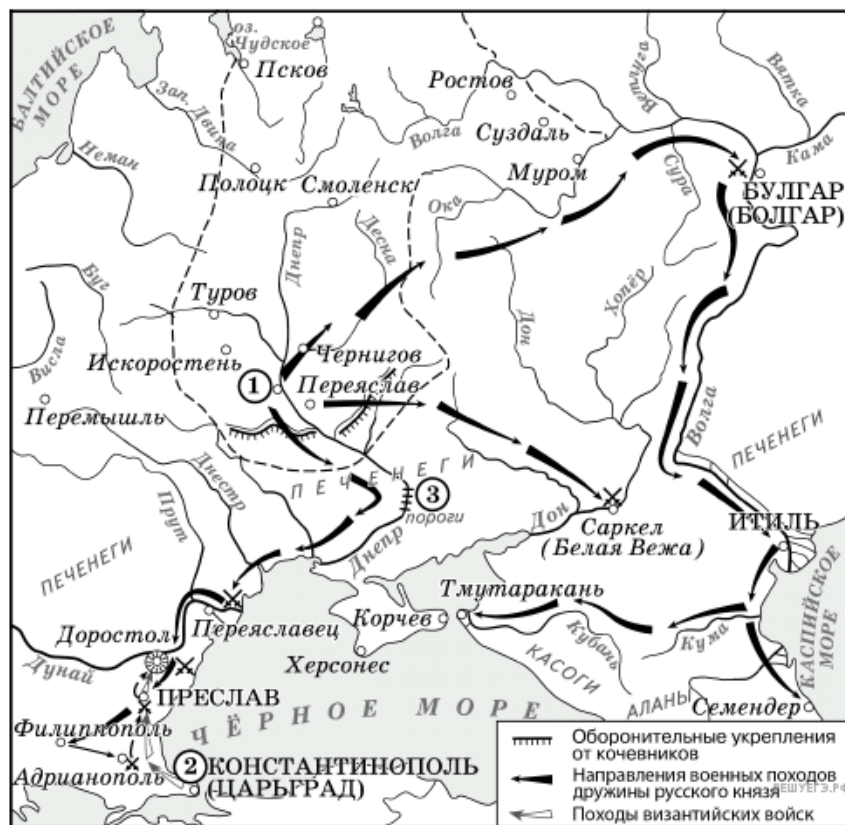 БАЛТИЙСКОЕ
МОРЕ
оз.
Чудское
Псков
Зап. Двина
Неман
Полоцк
Смоленск
Ростов
Суздаль
Муром
Волга
Ветлуга
Вятка
Кама
Сура
БУЛГАР
(БОЛГАР)
Ока
Десна
Днепр
Дон
Хопёр
Буг
Висла
Туров
Искоростень
Чернигов
1
Переяслав
Перемышль
Волга
ПЕЧЕНЕГИ
ПЕЧЕНЕГИ
3
пороги
Днестр
Прут
Днепр
Дон
Саркел
(Белая Вежа)
ИТИЛЬ
ПЕЧЕНЕГИ
Тмутаракань
Корчев
Переяславец
Доростол
Дунай
Херсонес
Кубань
Кума
КАСОГИ
АЛАНЫ
КАСПИЙСКОЕ
МОРЕ
Семендер
ПРЕСЛАВ
ЧЁРНОЕ МОРЕ
Филиппополь
Адрианополь
2
КОНСТАНТИНОПОЛЬ
(ЦАРЬГРАД)
Оборонительные укрепления
от кочевников
Направления военных походов
дружины русского князя
Походы византийских войск